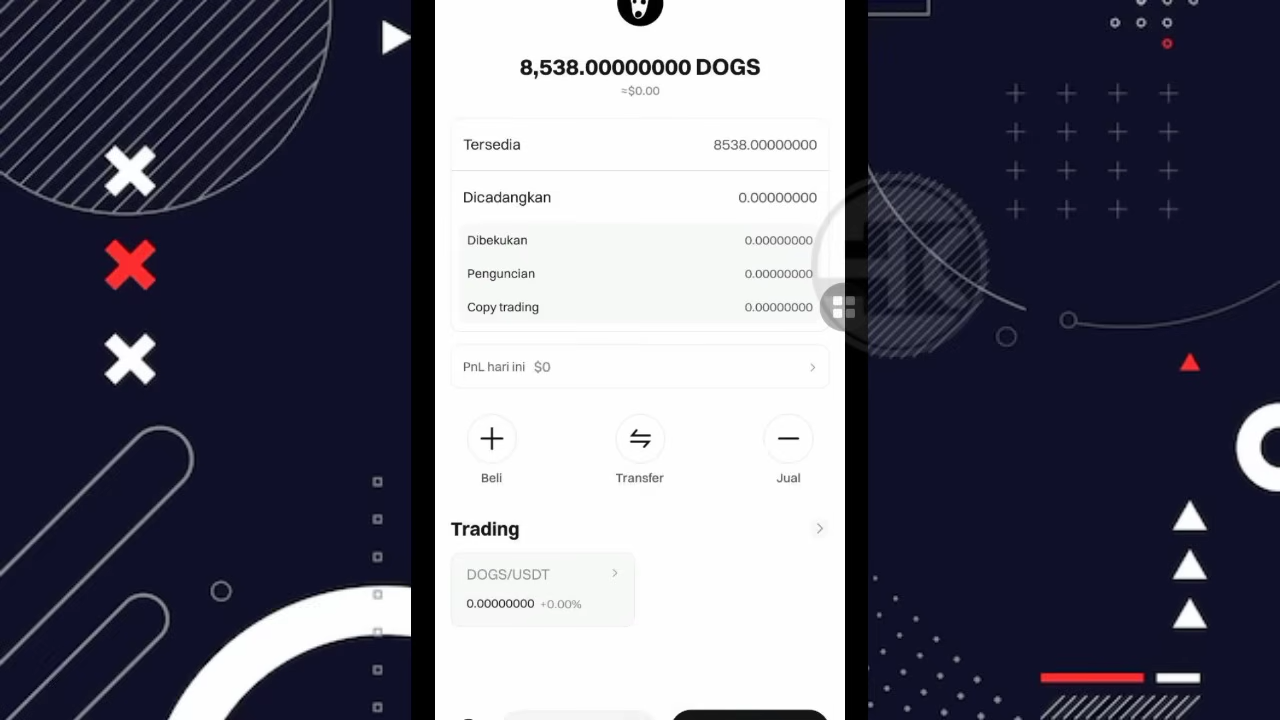 8,538.00000000 DOGS
≈$0.00
Tersedia 8538.00000000
Dicadangkan 0.00000000
Dibekukan 0.00000000
Penguncian 0.00000000
Copy trading 0.00000000
PnL hari ini $0
Beli Transfer Jual
Trading
DOGS/USDT
0.00000000 +0.00%